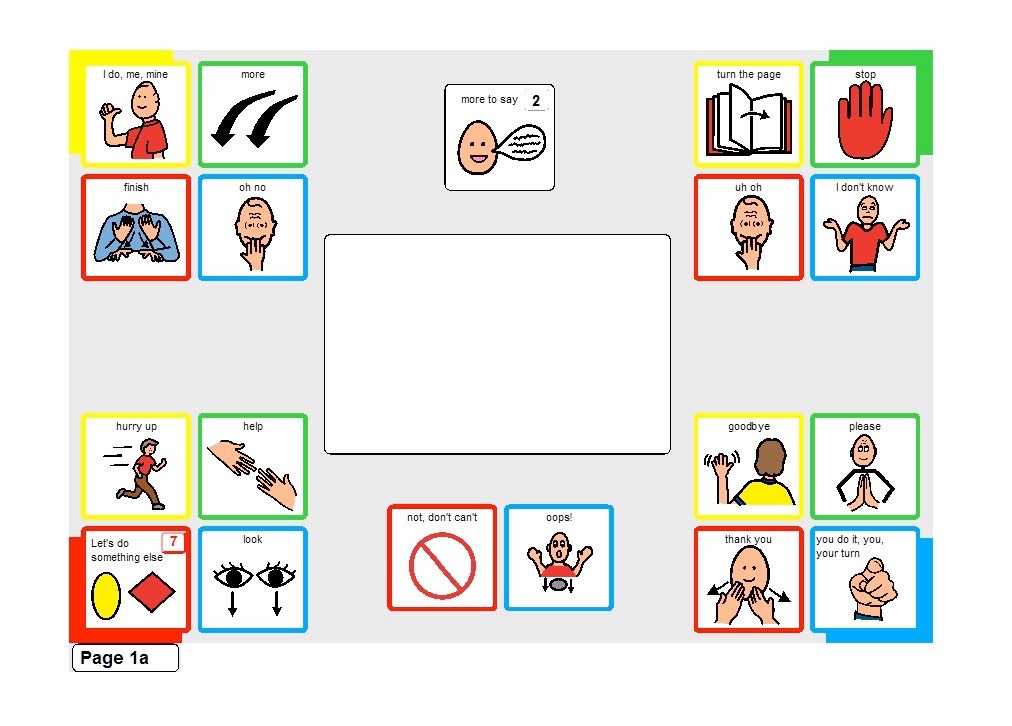 I do, me, mine
more
more to say 2
turn the page
stop
finish
oh no
uh oh
I don't know
hurry up
help
goodbye
please
not, don't can't
oops!
Let's do 7
something else
look
thank you
you do it, you,
your turn
Page 1a